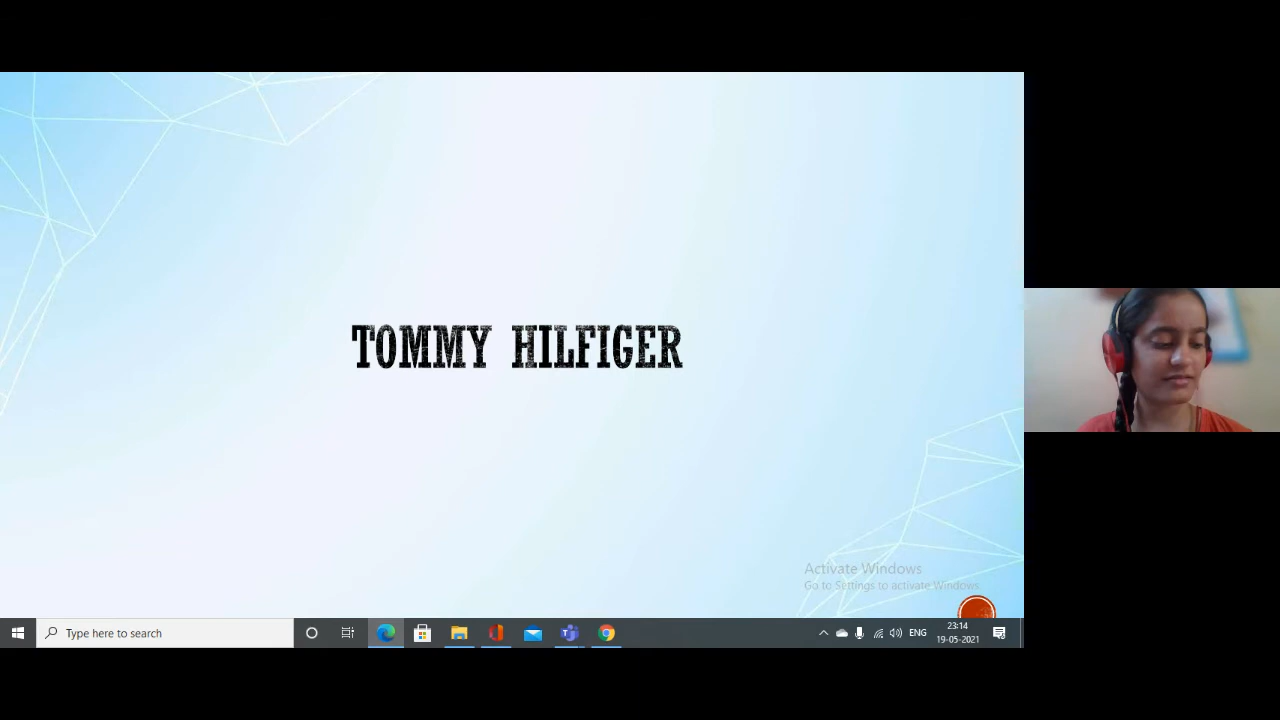 TOMMY HILFIGER
Activate Windows
Go to Settings to activate Windows.
Type here to search
ENG
23:14
19-05-2021